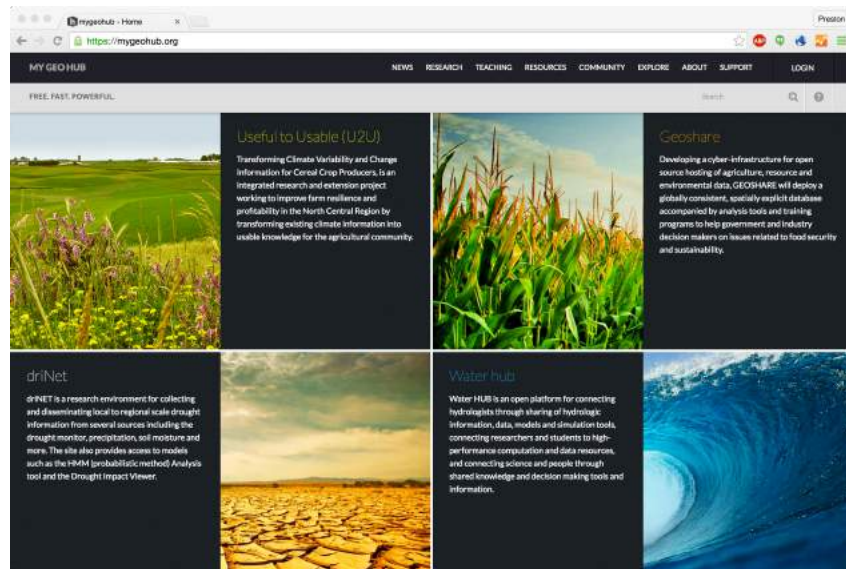 mygeohub - Home
Preston
https://mygeohub.org
MY GEO HUB
NEWS RESEARCH TEACHING RESOURCES COMMUNITY EXPLORE ABOUT SUPPORT LOGIN
FREE. FAST. POWERFUL.
Search
Useful to Usable (U2U)
Transforming Climate Variability and Change
Information for Cereal Crop Producers, is an
integrated research and extension project
working to improve farm resilience and
profitability in the North Central Region by
transforming existing climate information into
usable knowledge for the agricultural community.
Geoshare
Developing a cyber-infrastructure for open
source hosting of agriculture, resource and
environmental data, GEOSHARE will deploy a
globally consistent, spatially explicit database
accompanied by analysis tools and training
programs to help government and industry
decision makers on issues related to food security
and sustainability.
driNet
driNET is a research environment for collecting
and disseminating local to regional scale drought
information from several sources including the
drought monitor, precipitation, soil moisture and
more. The site also provides access to models
such as the HMM (probabilistic method) Analysis
tool and the Drought Impact Viewer.
Water hub
Water HUB is an open platform for connecting
hydrologists through sharing of hydrologic
information, data, models and simulation tools,
connecting researchers and students to high-
performance computation and data resources,
and connecting science and people through
shared knowledge and decision making tools and
information.